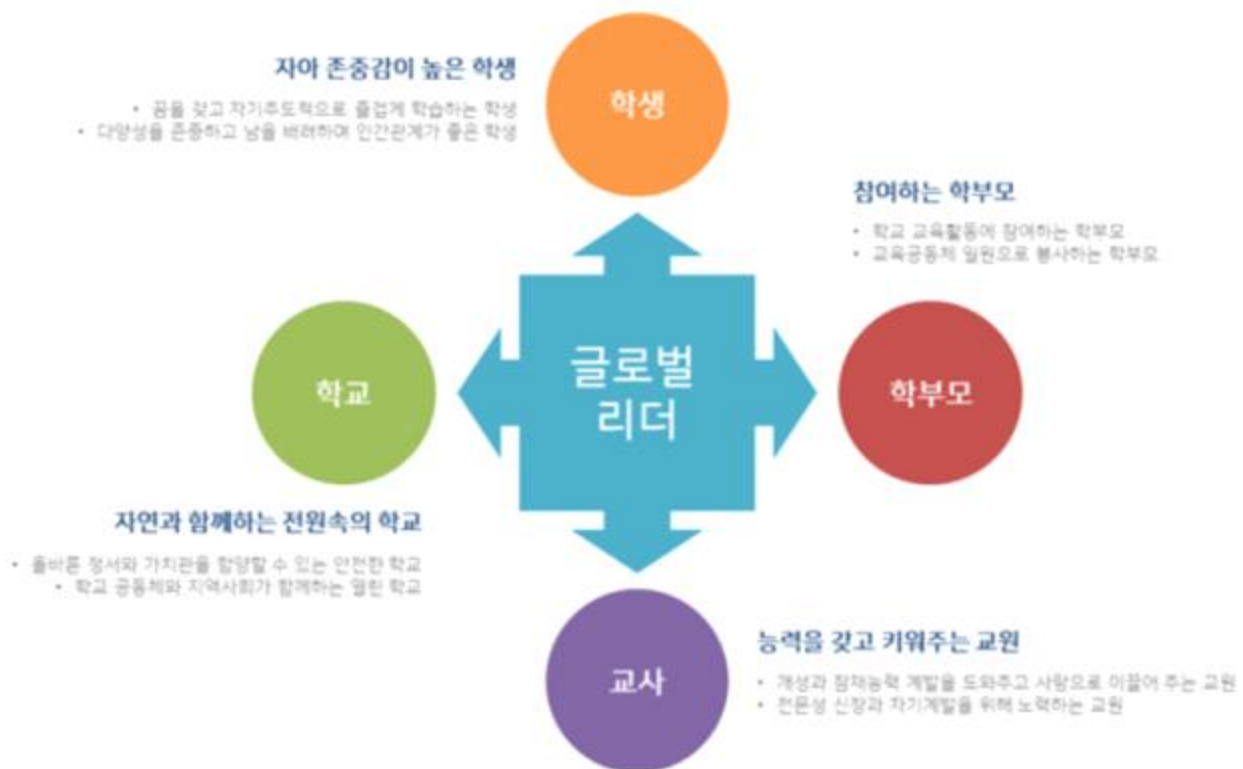 자아 존중감이 높은 학생
• 꿈을 갖고 자기주도적으로 즐겁게 학습하는 학생
• 다양성을 존중하고 남을 배려하며 인간관계가 좋은 학생
학생
참여하는 학부모
• 학교 교육활동에 참여하는 학부모
• 교육공동체 일원으로 봉사하는 학부모
글로벌
리더
학교
학부모
자연과 함께하는 전원속의 학교
• 올바른 정서와 가치관을 함양할 수 있는 안전한 학교
• 학교 공동체와 지역사회가 함께하는 열린 학교
교사
능력을 갖고 키워주는 교원
• 개성과 잠재능력 계발을 도와주고 사랑으로 이끌어 주는 교원
• 전문성 신장과 자기계발을 위해 노력하는 교원